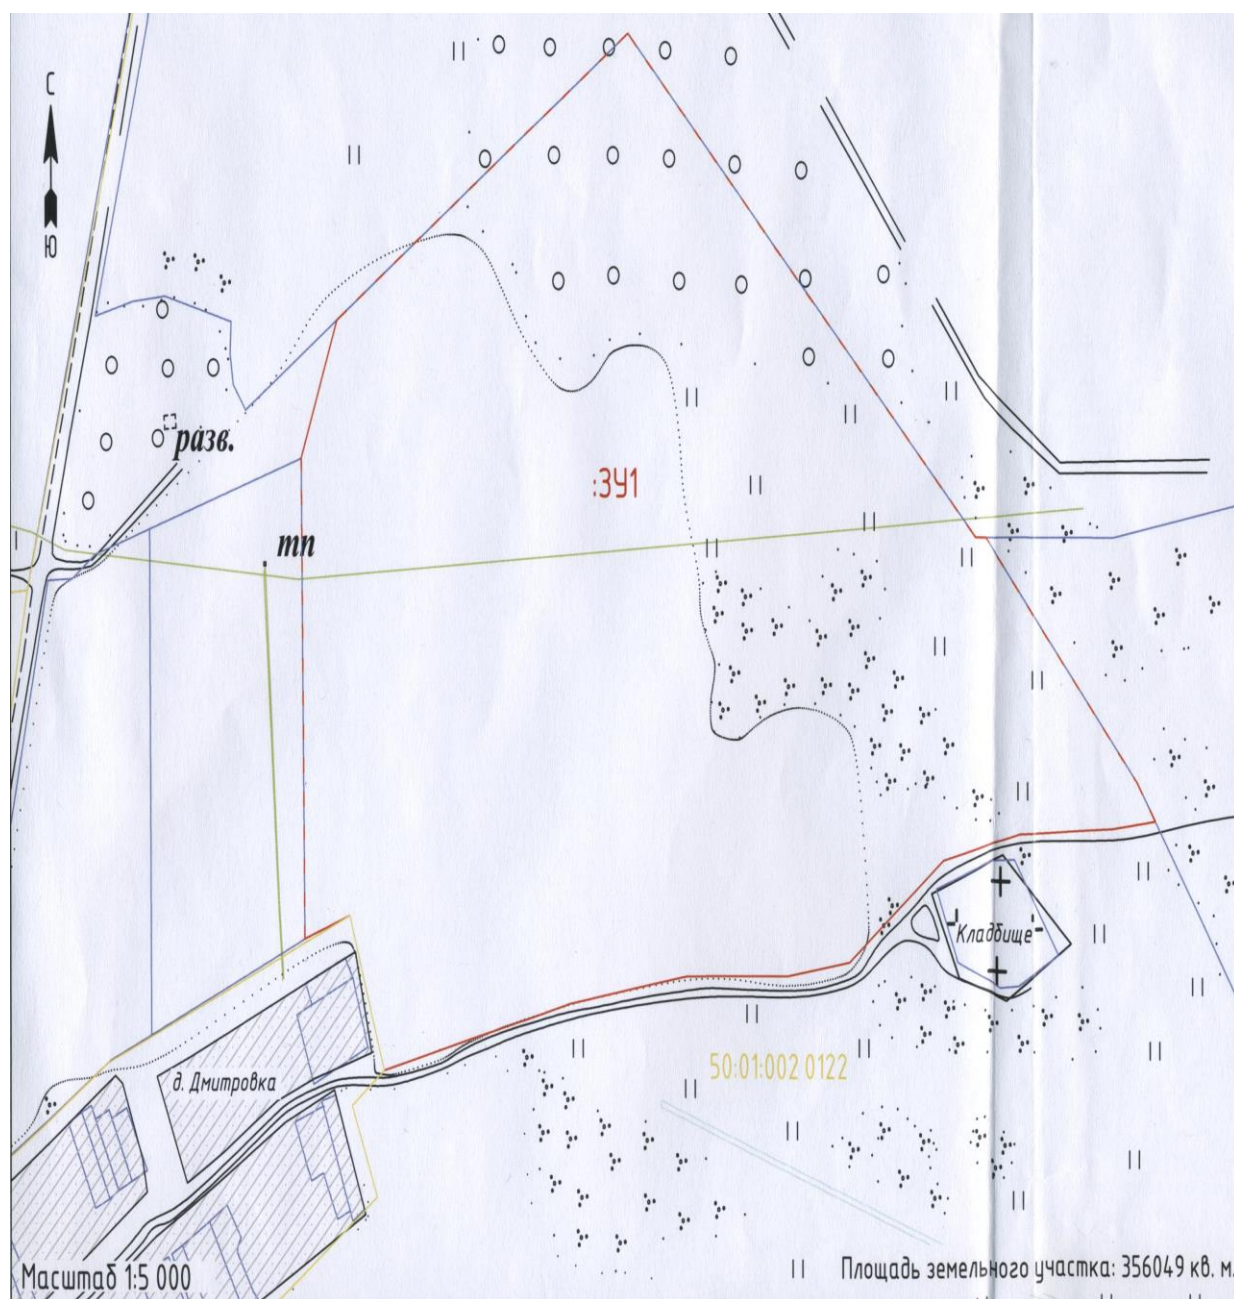 С
Ю
разв.
:ЗУ1
тп
Кладбище
50:01:002 0122
д. Дмитровка
Масштаб 1:5 000
Площадь земельного участка: 356049 кв. м.